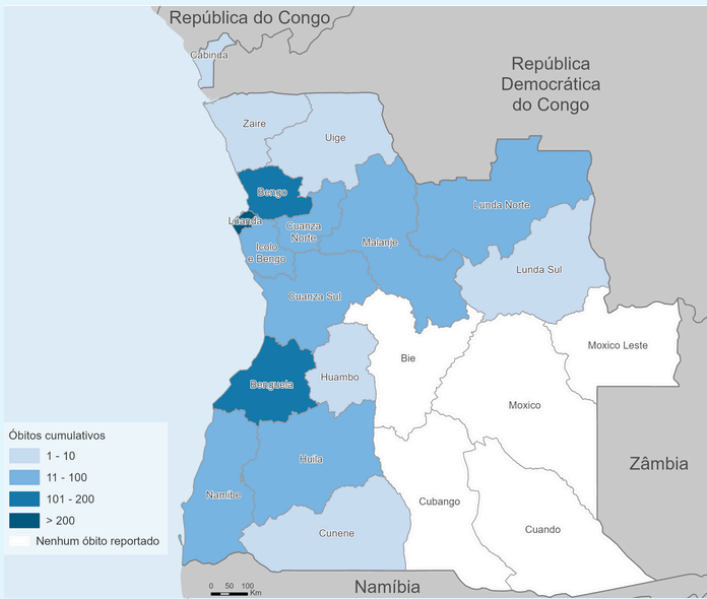 República do Congo
Cabinda
República
Democrática
do Congo
Zaire
Uige
Bengo
Luanda
Cuanza
Norte
Icolo
e Bengo
Malanje
Lunda Norte
Lunda Sul
Cuanza Sul
Moxico Leste
Bie
Huambo
Benguela
Moxico
Óbitos cumulativos
1 - 10
11 - 100
101 - 200
> 200
Nenhum óbito reportado
Huila
Zâmbia
Namibe
Cubango
Cuando
Cunene
Namíbia
0 50 100
Km